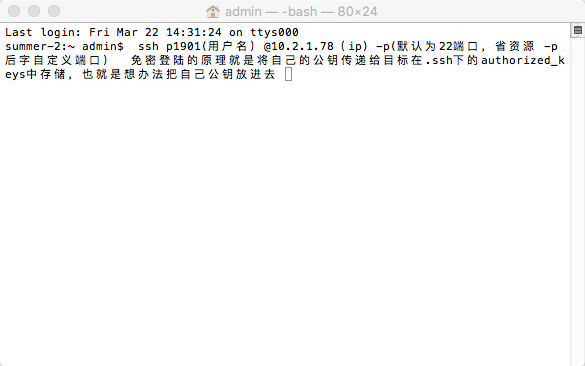 admin — -bash — 80×24
Last login: Fri Mar 22 14:31:24 on ttys000
summer-2:~ admin$  ssh p1901(用户名) @10.2.1.78（ip) -p(默认为22端口，省资源 -p
后字自定义端口)   免密登陆的原理就是将自己的公钥传递给目标在.ssh下的authorized_k
eys中存储，也就是想办法把自己公钥放进去